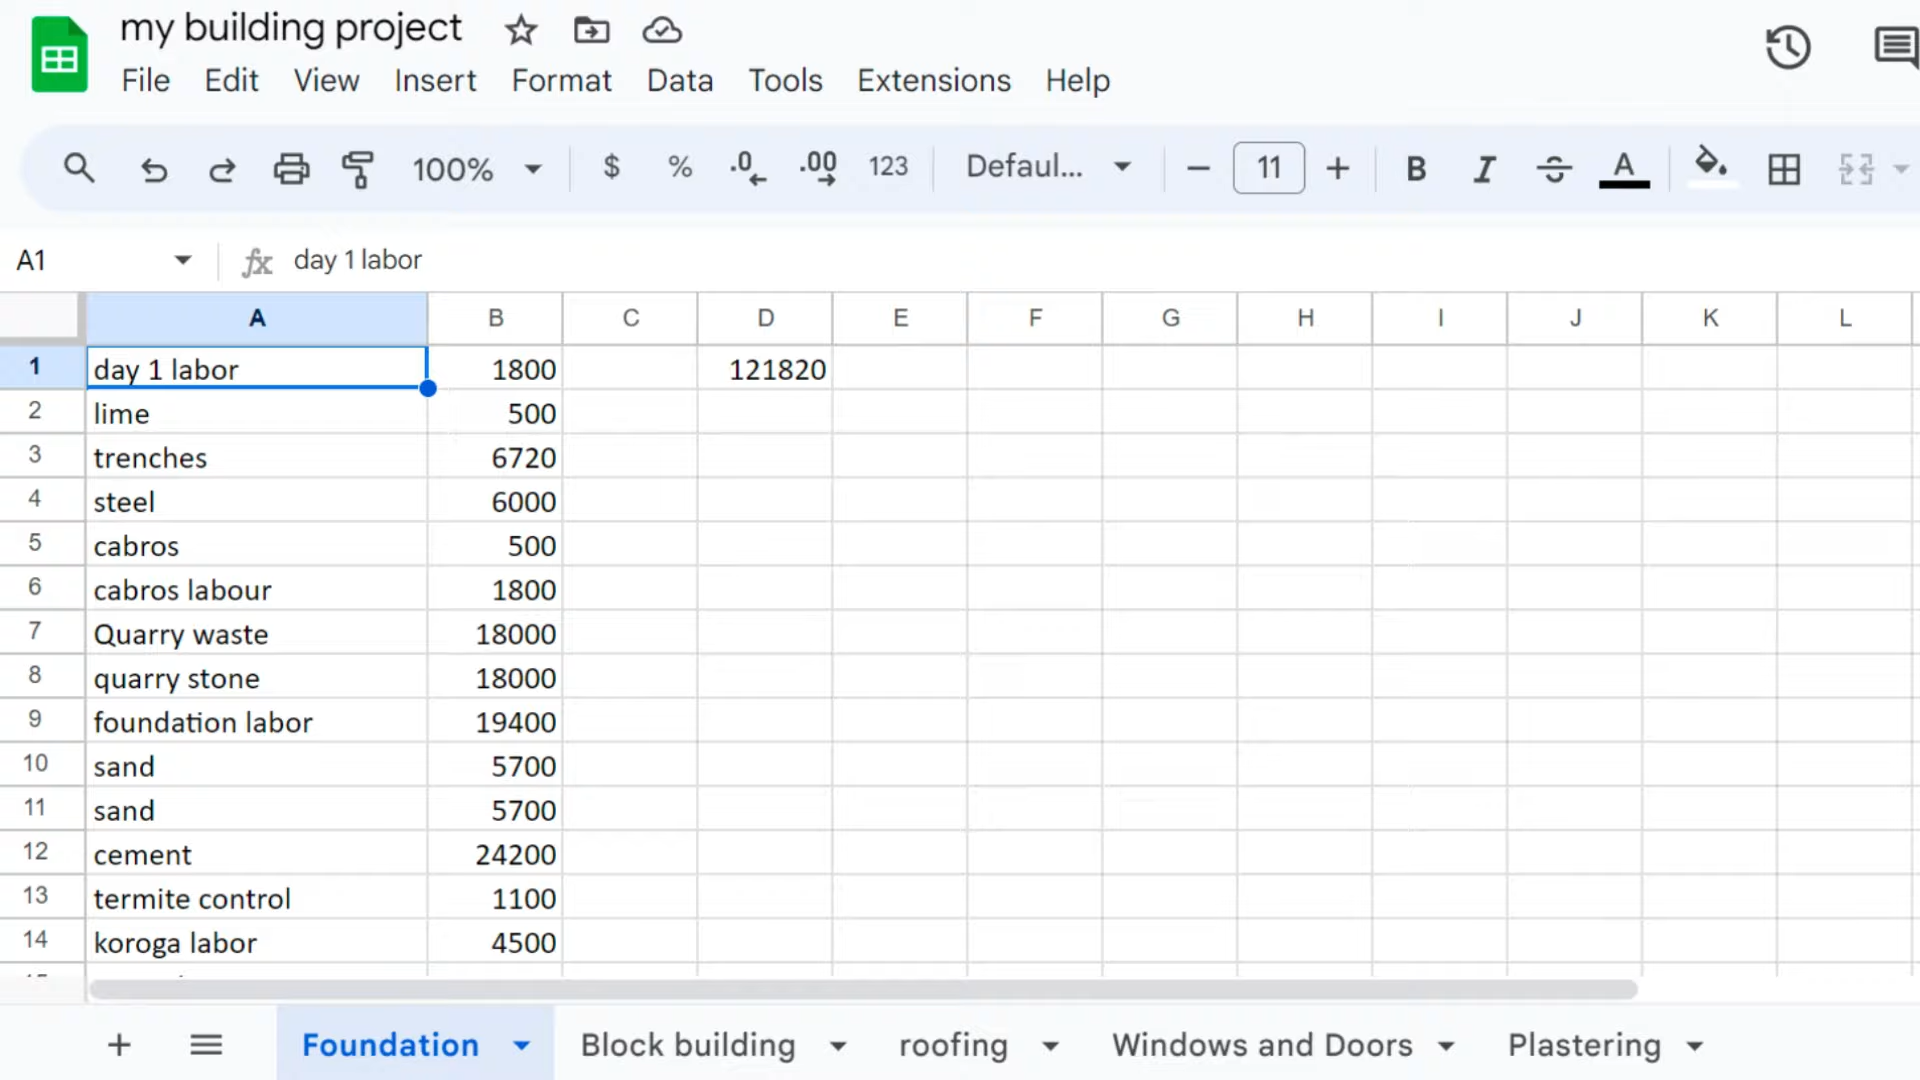 my building project
File Edit View Insert Format Data Tools Extensions Help
100% $ % .0 .00 123 Defaul... 11 B I A
A1 fx day 1 labor
A B C D E F G H I J K L
1 day 1 labor 1800 121820
2 lime 500
3 trenches 6720
4 steel 6000
5 cabros 500
6 cabros labour 1800
7 Quarry waste 18000
8 quarry stone 18000
9 foundation labor 19400
10 sand 5700
11 sand 5700
12 cement 24200
13 termite control 1100
14 koroga labor 4500
Foundation Block building roofing Windows and Doors Plastering